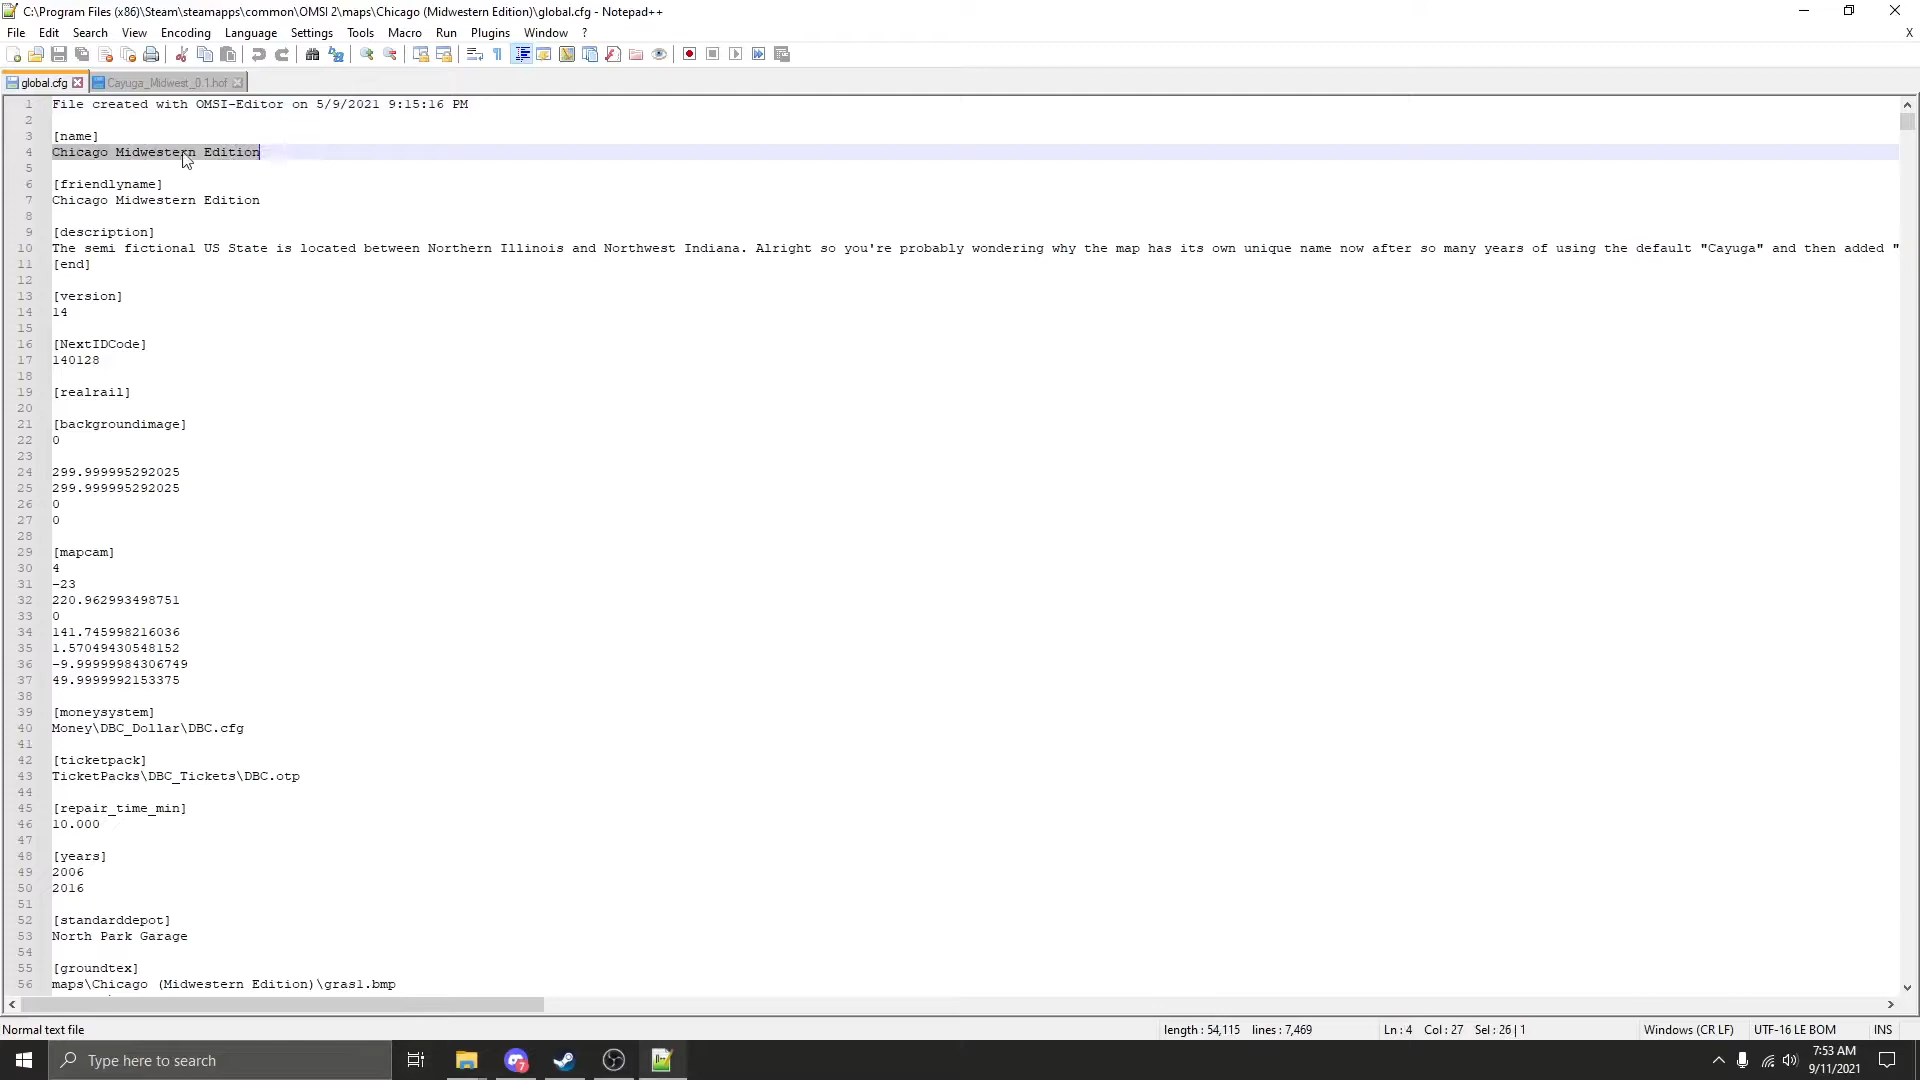 C:\Program Files (x86)\Steam\steamapps\common\OMSI 2\maps\Chicago (Midwestern Edition)\global.cfg - Notepad++
File Edit Search View Encoding Language Settings Tools Macro Run Plugins Window ? X
global.cfg Cayuga_Midwest_0.1.hof
1 File created with OMSI-Editor on 5/9/2021 9:15:16 PM
2
3 [name]
4 Chicago Midwestern Edition
5
6 [friendlyname]
7 Chicago Midwestern Edition
8
9 [description]
10 The semi fictional US State is located between Northern Illinois and Northwest Indiana. Alright so you're probably wondering why the map has its own unique name now after so many years of using the default "Cayuga" and then added "
11 [end]
12
13 [version]
14 14
15
16 [NextIDCode]
17 140128
18
19 [realrail]
20
21 [backgroundimage]
22 0
23
24 299.999995292025
25 299.999995292025
26 0
27 0
28
29 [mapcam]
30 4
31 -23
32 220.962993498751
33 0
34 141.745998216036
35 1.57049430548152
36 -9.99999984306749
37 49.9999992153375
38
39 [moneysystem]
40 Money\DBC_Dollar\DBC.cfg
41
42 [ticketpack]
43 TicketPacks\DBC_Tickets\DBC.otp
44
45 [repair_time_min]
46 10.000
47
48 [years]
49 2006
50 2016
51
52 [standarddepot]
53 North Park Garage
54
55 [groundtex]
56 maps\Chicago (Midwestern Edition)\gras1.bmp
Normal text file length : 54,115 lines : 7,469 Ln : 4 Col : 27 Sel : 26 | 1 Windows (CR LF) UTF-16 LE BOM INS
Type here to search 7 7:53 AM
9/11/2021